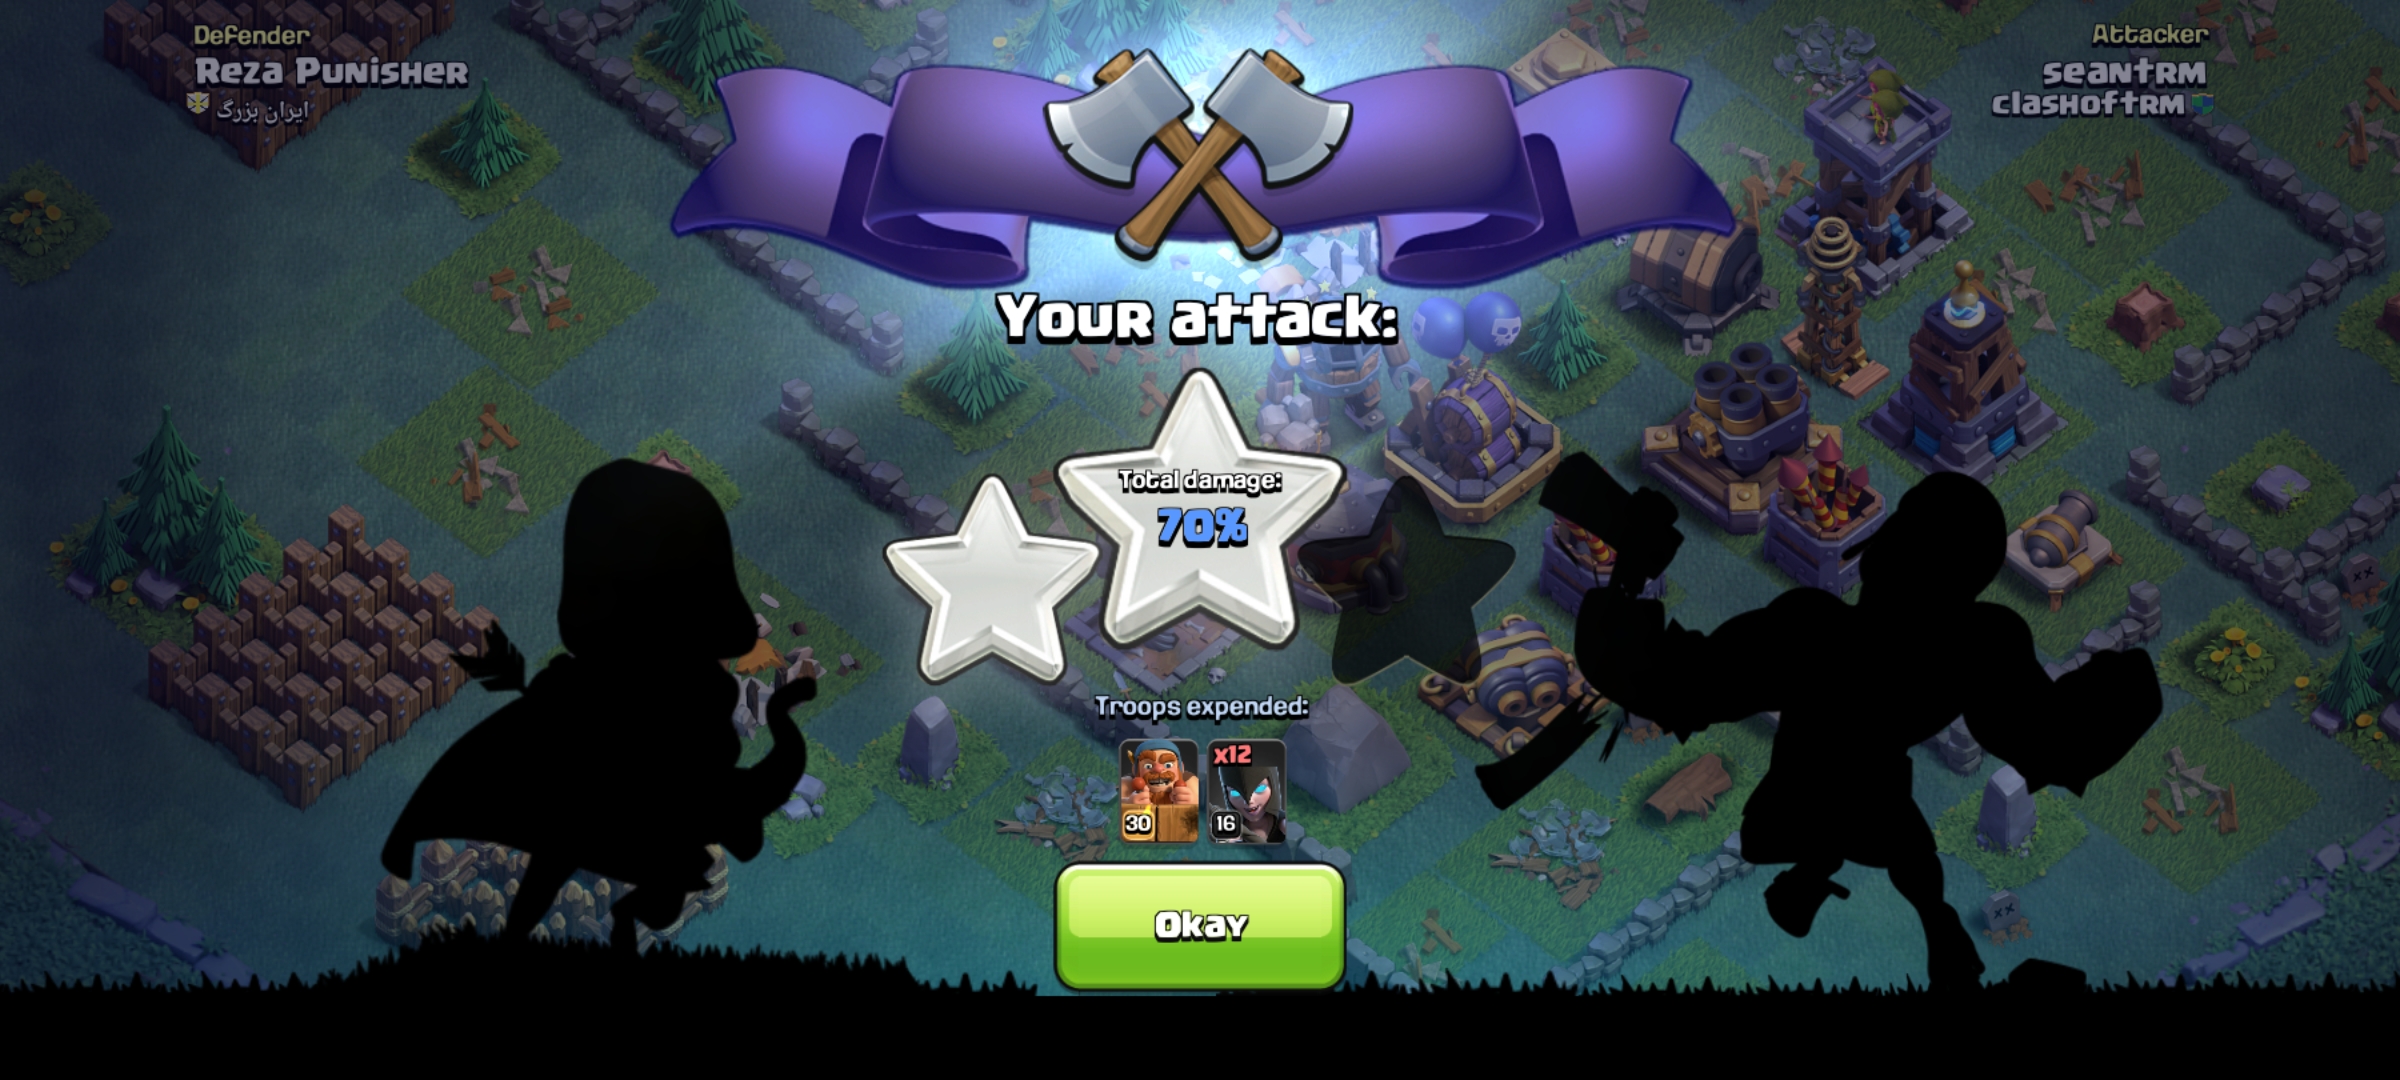 Defender
Reza Punisher
ایران بزرگ
Attacker
seantRM
clashoftRM
Your attack:
Total damage:
70%
Troops expended:
x12
30
16
Okay